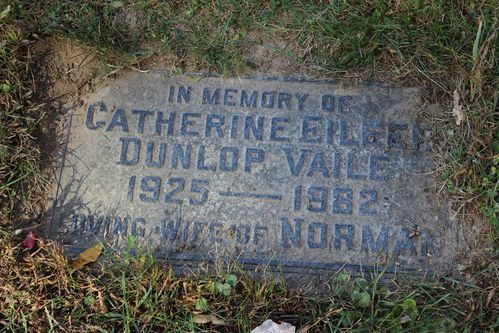 IN MEMORY OF
CATHERINE EILEEN
DUNLOP VAILE
1925 — 1982
LOVING WIFE OF NORMAN